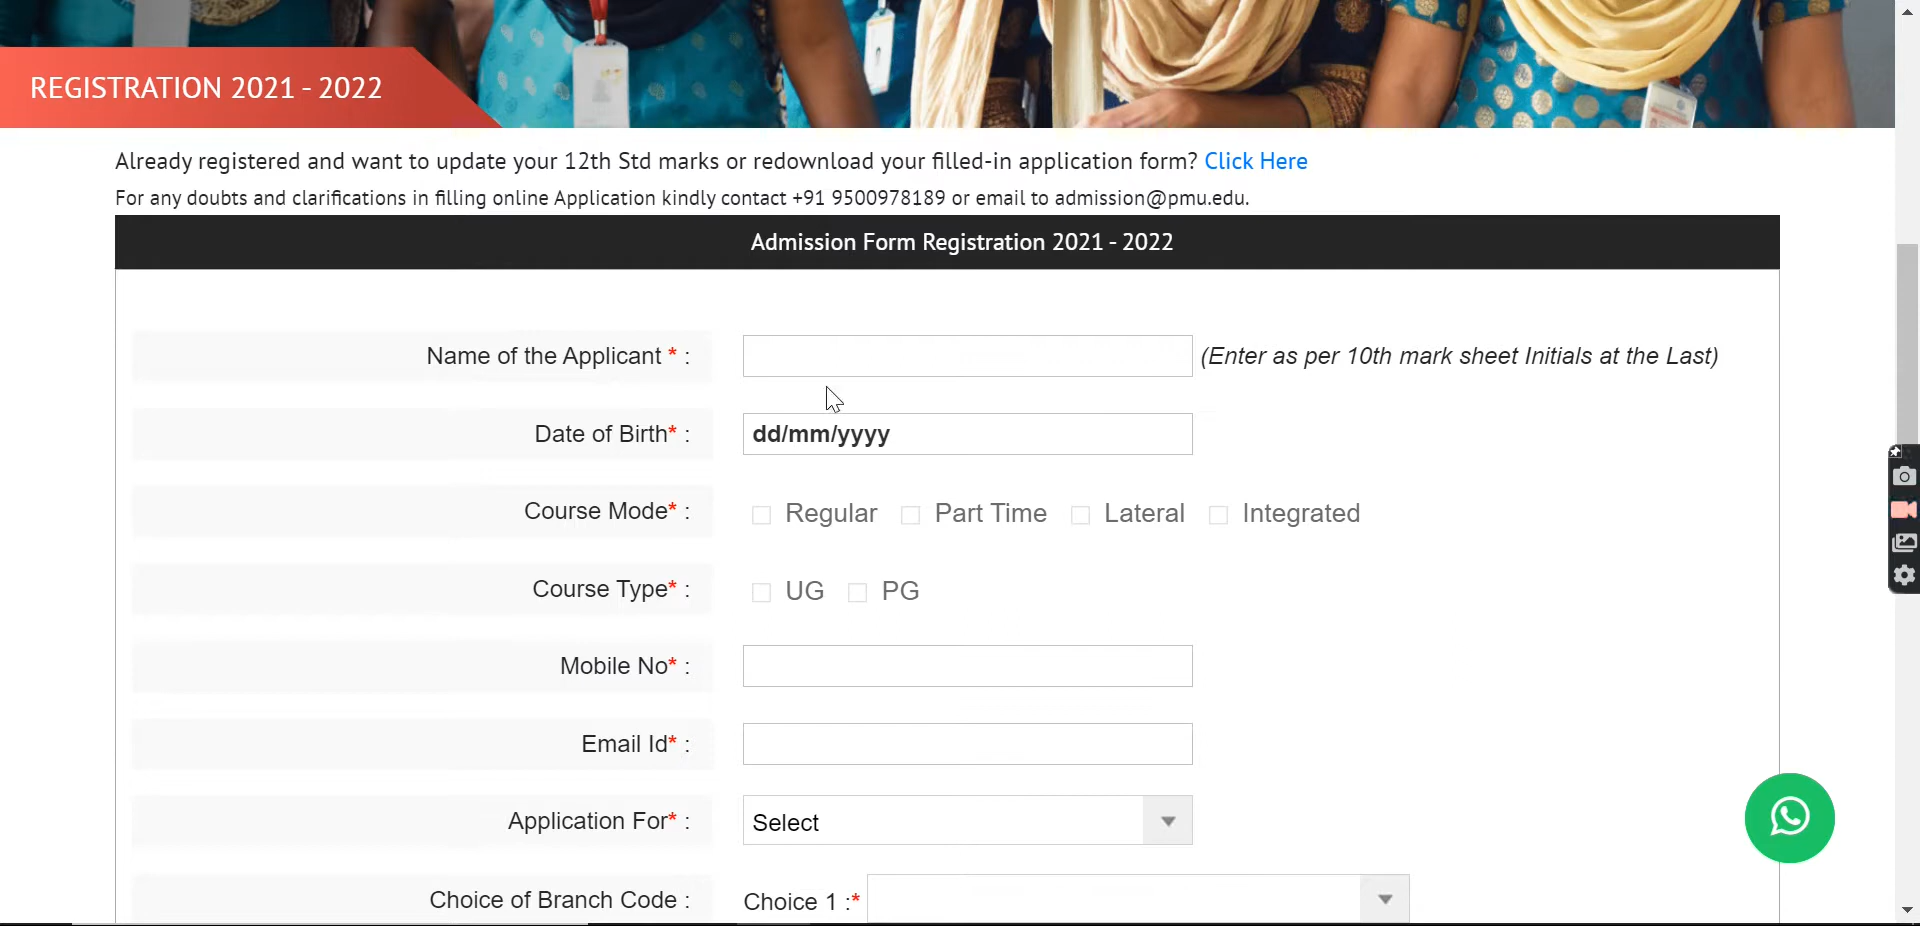 REGISTRATION 2021 - 2022
Already registered and want to update your 12th Std marks or redownload your filled-in application form? Click Here
For any doubts and clarifications in filling online Application kindly contact +91 9500978189 or email to admission@pmu.edu.
Admission Form Registration 2021 - 2022
Name of the Applicant * : (Enter as per 10th mark sheet Initials at the Last)
Date of Birth* : dd/mm/yyyy
Course Mode* : Regular Part Time Lateral Integrated
Course Type* : UG PG
Mobile No* :
Email Id* :
Application For* : Select
Choice of Branch Code : Choice 1 :*